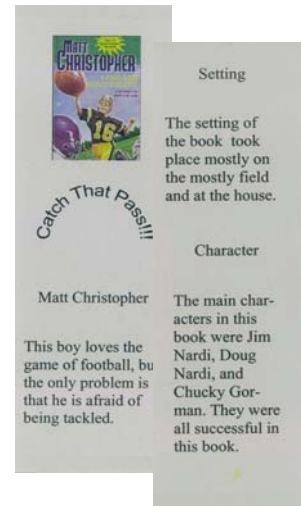 MATT
CHRISTOPHER
16
Catch That Pass!!!
Matt Christopher
This boy loves the
game of football, bu
the only problem is
that he is afraid of
being tackled.
Setting
The setting of
the book took
place mostly on
the mostly field
and at the house.
Character
The main char-
acters in this
book were Jim
Nardi, Doug
Nardi, and
Chucky Gor-
man. They were
all successful in
this book.